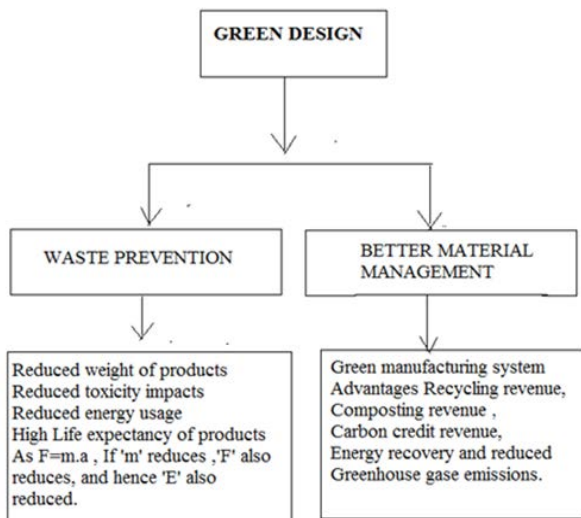 GREEN DESIGN
WASTE PREVENTION
BETTER MATERIAL
MANAGEMENT
Reduced weight of products
Reduced toxicity impacts
Reduced energy usage
High Life expectancy of products
As F=m.a , If 'm' reduces ,'F' also
reduces, and hence 'E' also
reduced.
Green manufacturing system
Advantages Recycling revenue,
Composting revenue ,
Carbon credit revenue,
Energy recovery and reduced
Greenhouse gase emissions.